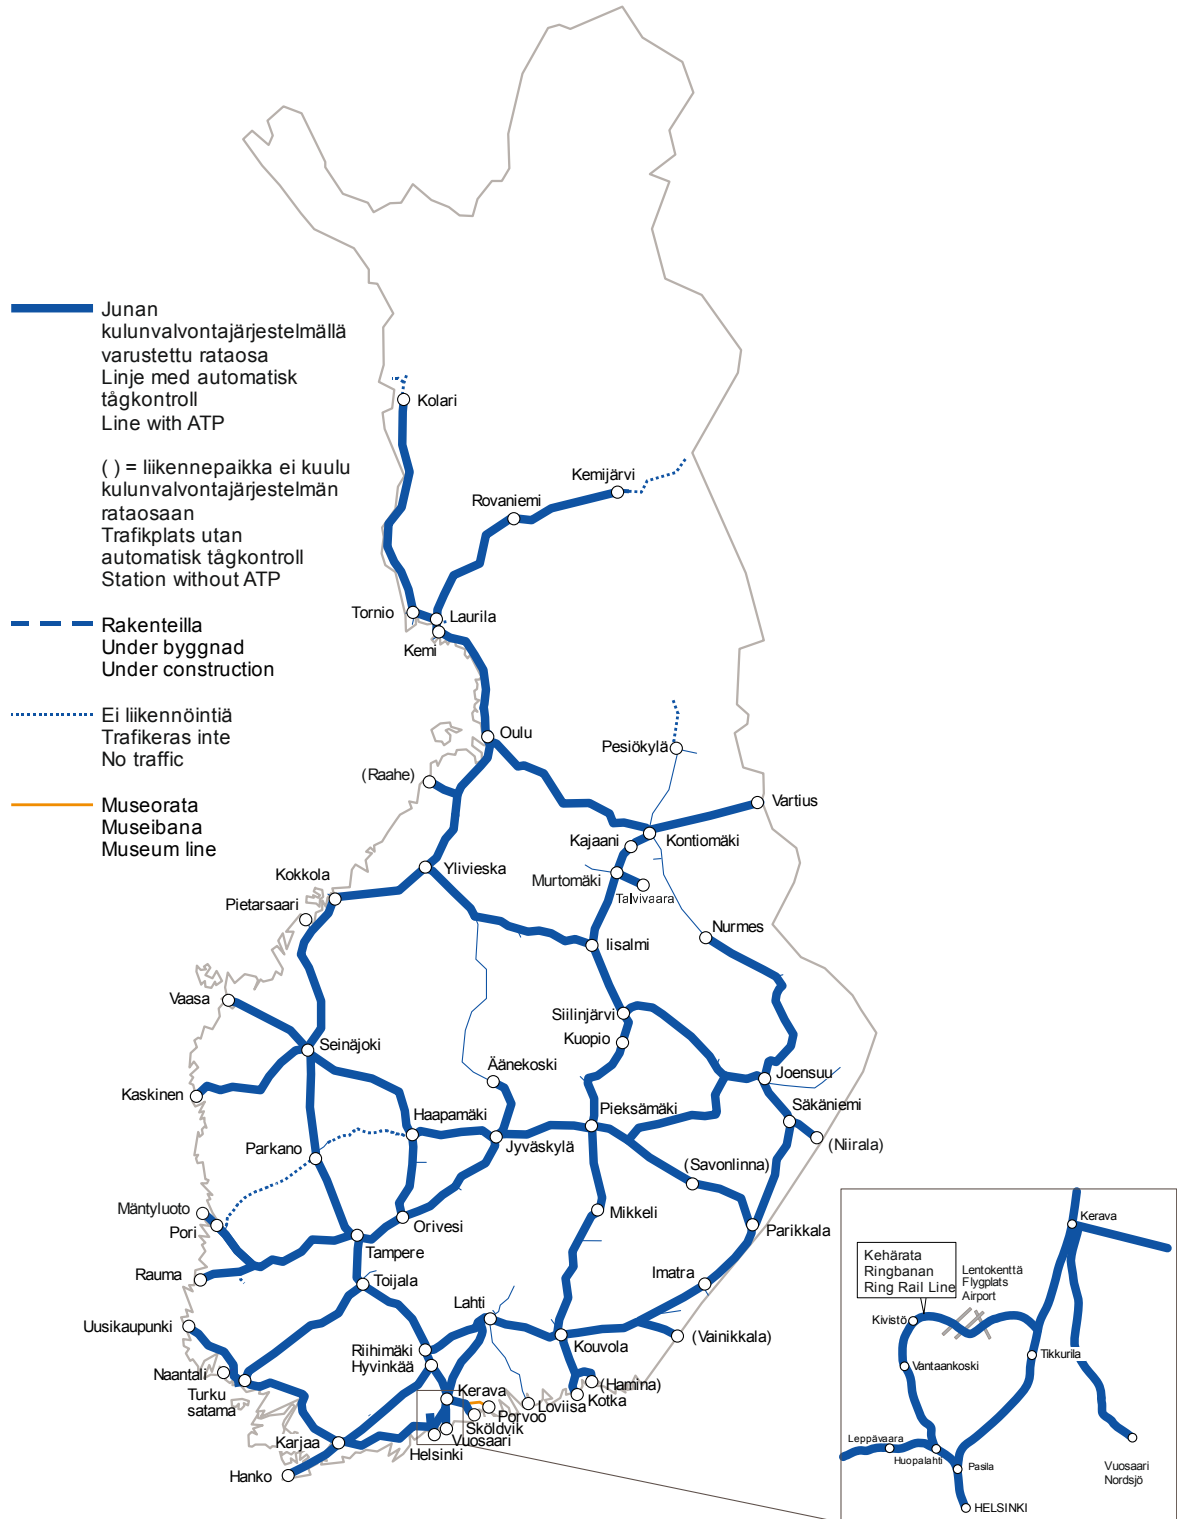 Junan
kulunvalvontajärjestelmällä
varustettu rataosa
Linje med automatisk
tågkontroll
Line with ATP
( ) = liikennepaikka ei kuulu
kulunvalvontajärjestelmän
rataosaan
Trafikplats utan
automatisk tågkontroll
Station without ATP
Rakenteilla
Under byggnad
Under construction
Ei liikennöintiä
Trafikeras inte
No traffic
Museorata
Museibana
Museum line
Kolari
Kemijärvi
Rovaniemi
Tornio
Laurila
Kemi
Oulu
Pesiökylä
(Raahe)
Vartius
Kajaani
Kontiomäki
Ylivieska
Murtomäki
Kokkola
Talvivaara
Pietarsaari
Nurmes
Iisalmi
Vaasa
Siilinjärvi
Kuopio
Seinäjoki
Äänekoski
Joensuu
Kaskinen
Säkäniemi
Haapamäki
Pieksämäki
Parkano
Jyväskylä
(Niirala)
(Savonlinna)
Mäntyluoto
Pori
Orivesi
Mikkeli
Parikkala
Tampere
Rauma
Toijala
Imatra
Lahti
Uusikaupunki
Riihimäki
Hyvinkää
Kouvola
(Vainikkala)
Naantali
Turku
satama
(Hamina)
Kerava
Kotka
Loviisa
Porvoo
Sköldvik
Vuosaari
Karjaa
Helsinki
Hanko
Kerava
Kehärata
Ringbanan
Ring Rail Line
Lentokenttä
Flygplats
Airport
Kivistö
Tikkurila
Vantaankoski
Leppävaara
Huopalahti
Pasila
Vuosaari
Nordsjö
HELSINKI